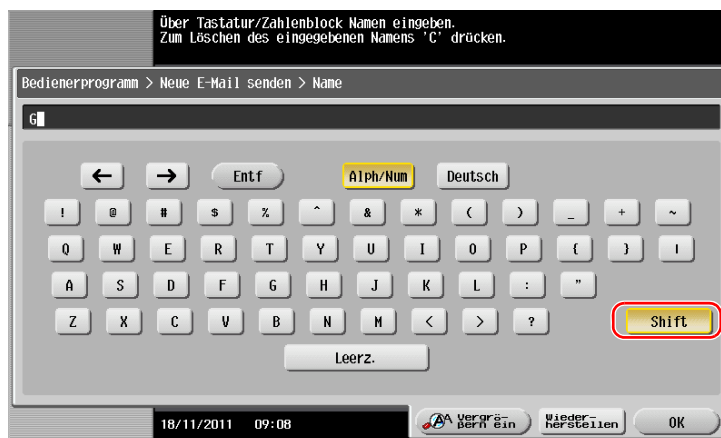 Über Tastatur/Zahlenblock Namen eingeben.
Zum Löschen des eingegebenen Namens 'C' drücken.
Bedienerprogramm > Neue E-Mail senden > Name
G
← → Entf Alph/Num Deutsch
! @ # $ % ^ & * ( ) _ + ~
Q W E R T Y U I O P { } |
A S D F G H J K L : "
Z X C V B N M < > ? Shift
Leerz.
18/11/2011 09:08 Vergrö-
ßern ein Wieder-
herstellen OK